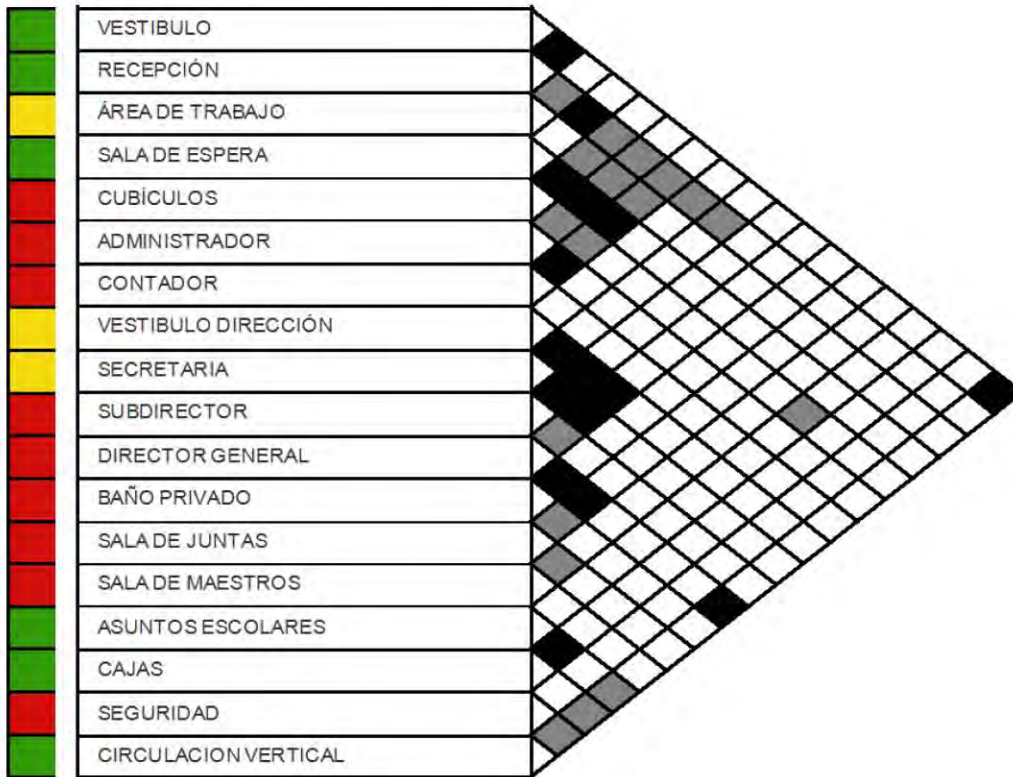 VESTIBULO
RECEPCIÓN
ÁREA DE TRABAJO
SALA DE ESPERA
CUBÍCULOS
ADMINISTRADOR
CONTADOR
VESTIBULO DIRECCIÓN
SECRETARIA
SUBDIRECTOR
DIRECTOR GENERAL
BAÑO PRIVADO
SALA DE JUNTAS
SALA DE MAESTROS
ASUNTOS ESCOLARES
CAJAS
SEGURIDAD
CIRCULACION VERTICAL